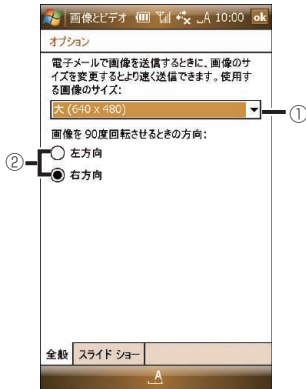 画像とビデオ A 10:00 ok
オプション
電子メールで画像を送信するときに、画像のサ
イズを変更するとより速く送信できます。使用す
る画像のサイズ:
大 (640 x 480)
①
画像を 90度回転させるときの方向:
②
左方向
右方向
全般 スライド ショー
A